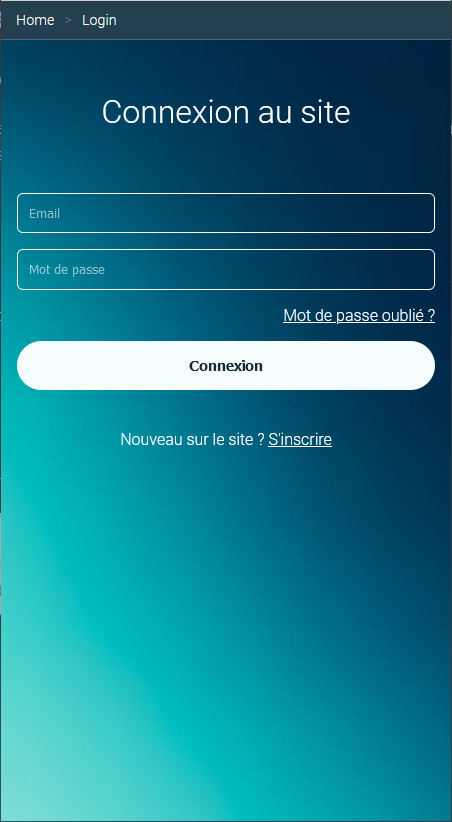 Home > Login
Connexion au site
Email
Mot de passe
Mot de passe oublié ?
Connexion
Nouveau sur le site ? S'inscrire